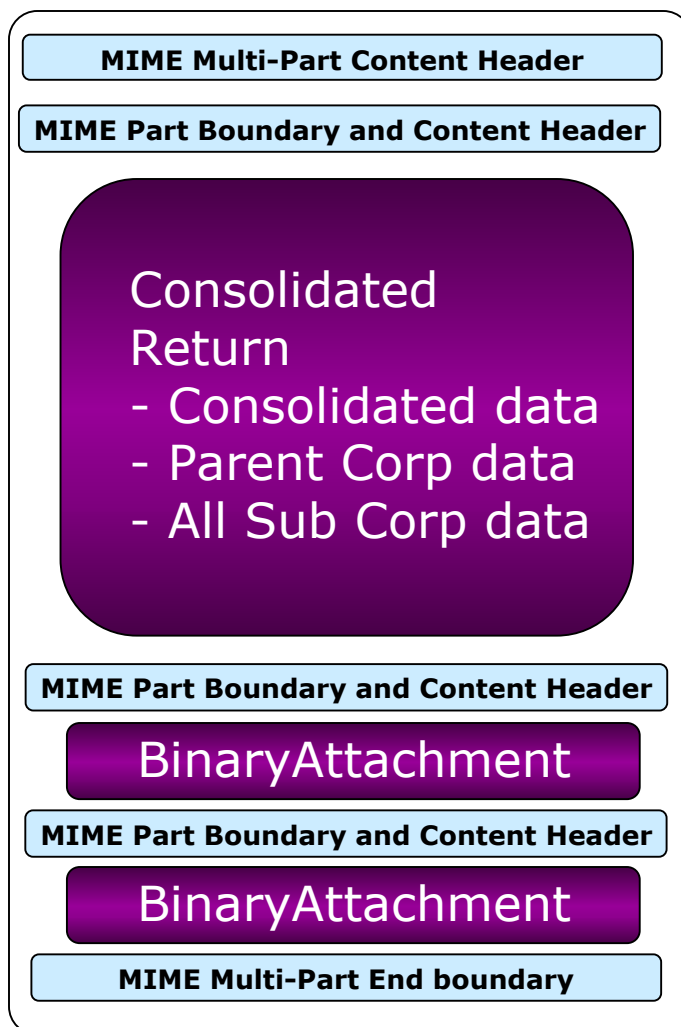 MIME Multi-Part Content Header
MIME Part Boundary and Content Header
Consolidated
Return
- Consolidated data
- Parent Corp data
- All Sub Corp data
MIME Part Boundary and Content Header
BinaryAttachment
MIME Part Boundary and Content Header
BinaryAttachment
MIME Multi-Part End boundary